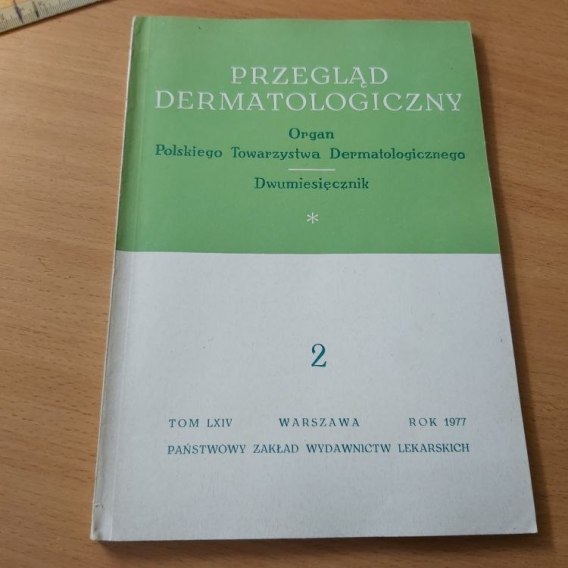 PRZEGLĄD
DERMATOLOGICZNY
Organ
Polskiego Towarzystwa Dermatologicznego
Dwumiesięcznik
*
2
TOM LXIV WARSZAWA ROK 1977
PAŃSTWOWY ZAKŁAD WYDAWNICTW LEKARSKICH